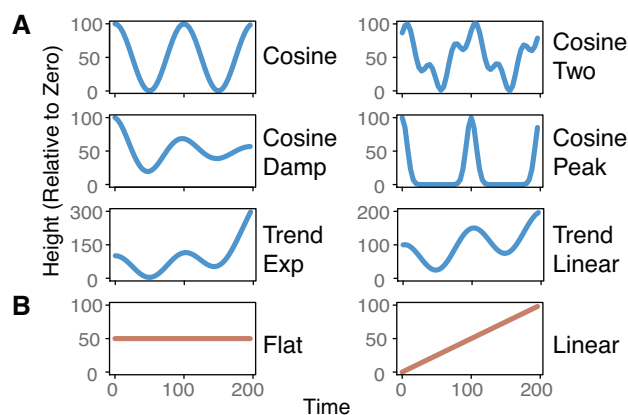 A
100
50
0
Cosine
100
50
0
Cosine
Two
100
50
0
Cosine
Damp
100
50
0
Cosine
Peak
Height (Relative to Zero)
300
150
0
Trend
Exp
200
100
0
Trend
Linear
B
100
50
0
Flat
100
50
0
Linear
0 100 200
0 100 200
Time